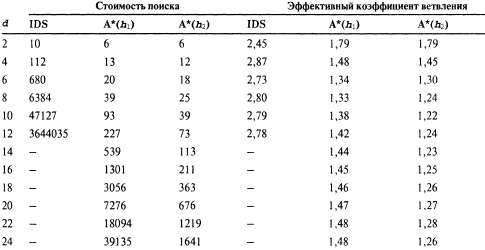 Стоимость поиска Эффективный коэффициент ветвления
d IDS A*(h₁) A*(h₂) IDS A*(h₁) A*(h₂)
2 10 6 6 2,45 1,79 1,79
4 112 13 12 2,87 1,48 1,45
6 680 20 18 2,73 1,34 1,30
8 6384 39 25 2,80 1,33 1,24
10 47127 93 39 2,79 1,38 1,22
12 3644035 227 73 2,78 1,42 1,24
14 – 539 113 – 1,44 1,23
16 – 1301 211 – 1,45 1,25
18 – 3056 363 – 1,46 1,26
20 – 7276 676 – 1,47 1,27
22 – 18094 1219 – 1,48 1,28
24 – 39135 1641 – 1,48 1,26